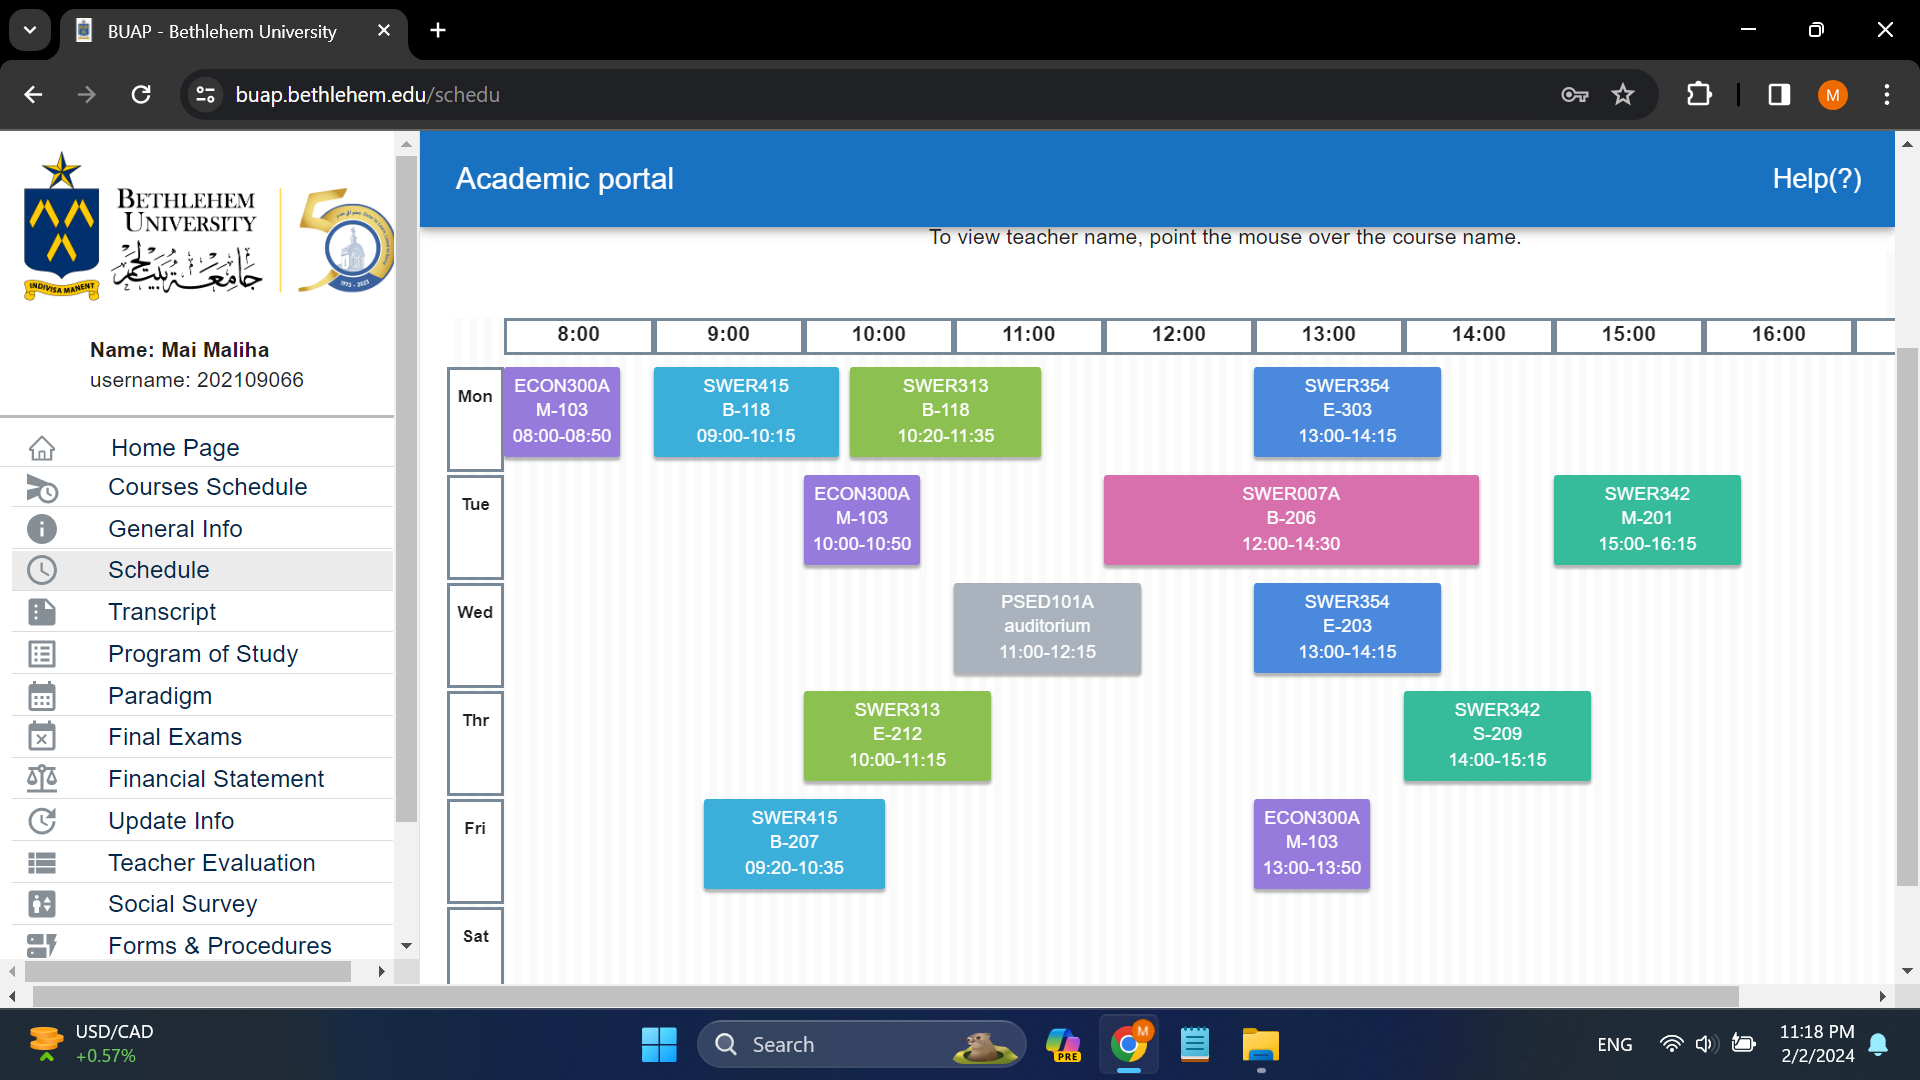 BUAP - Bethlehem University
buap.bethlehem.edu/schedu
M
BETHLEHEM
UNIVERSITY
جامعة بيت لحم
INDIVISA MANENT
50
1973 - 2023
Name: Mai Maliha
username: 202109066
Home Page
Courses Schedule
General Info
Schedule
Transcript
Program of Study
Paradigm
Final Exams
Financial Statement
Update Info
Teacher Evaluation
Social Survey
Forms & Procedures
Academic portal
Help(?)
To view teacher name, point the mouse over the course name.
8:00 9:00 10:00 11:00 12:00 13:00 14:00 15:00 16:00
Mon
ECON300A
M-103
08:00-08:50
SWER415
B-118
09:00-10:15
SWER313
B-118
10:20-11:35
SWER354
E-303
13:00-14:15
Tue
ECON300A
M-103
10:00-10:50
SWER007A
B-206
12:00-14:30
SWER342
M-201
15:00-16:15
Wed
PSED101A
auditorium
11:00-12:15
SWER354
E-203
13:00-14:15
Thr
SWER313
E-212
10:00-11:15
SWER342
S-209
14:00-15:15
Fri
SWER415
B-207
09:20-10:35
ECON300A
M-103
13:00-13:50
Sat
USD/CAD
+0.57%
Search
PRE
M
ENG
11:18 PM
2/2/2024